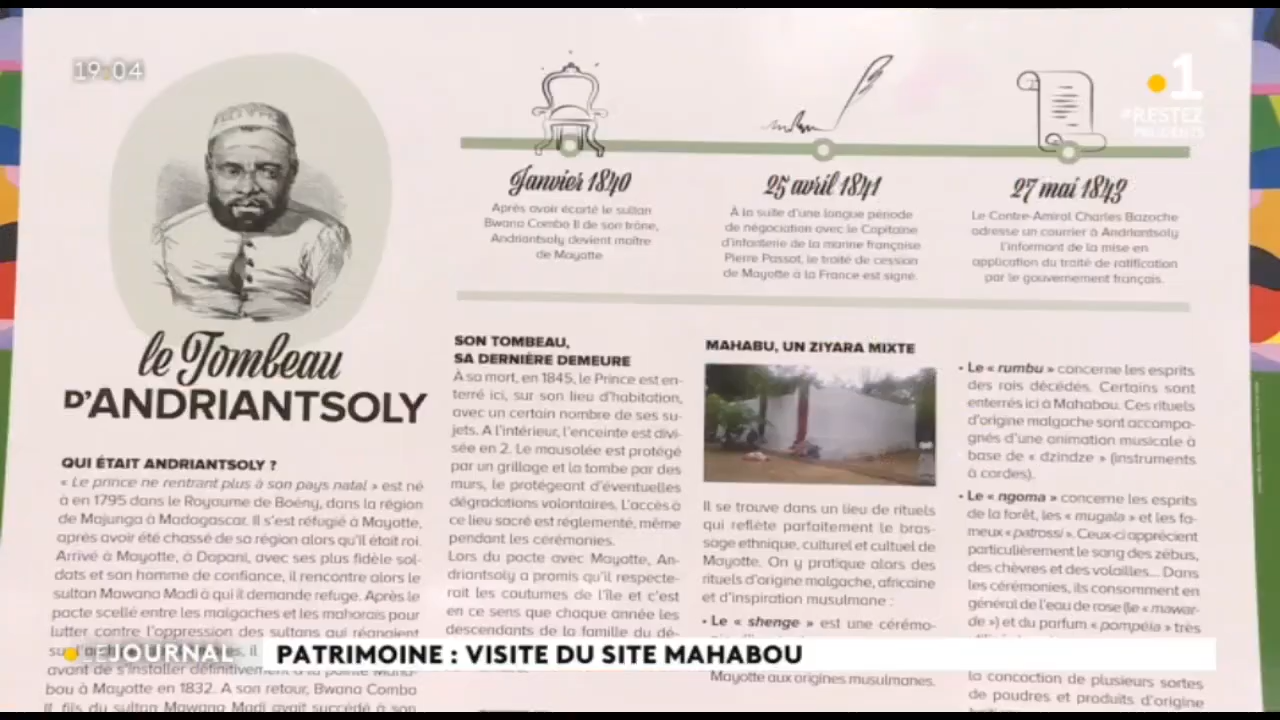 19:04
1
#RESTEZ
PRUDENTS
Janvier 1840
Après avoir écarté le sultan
Bwana Combo II de son trône,
Andriantsoly devient maître
de Mayotte
25 avril 1841
À la suite d'une longue période
de négociation avec le Capitaine
d'infanterie de la marine française
Pierre Passot, le traité de cession
de Mayotte à la France est signé.
27 mai 1843
Le Contre-Amiral Charles Bazoche
adresse un courrier à Andriantsoly
l'informant de la mise en
application du traité de ratification
par le gouvernement français.
le Tombeau
D'ANDRIANTSOLY
QUI ÉTAIT ANDRIANTSOLY ?
« Le prince ne rentrant plus à son pays natal » est né
à en 1795 dans le Royaume de Boény, dans la région
de Majunga à Madagascar. Il s'est réfugié à Mayotte,
après avoir été chassé de sa région alors qu'il était roi.
Arrivé à Mayotte, à Dapani, avec ses plus fidèle sol-
dats et son homme de confiance, il rencontre alors le
sultan Mawana Madi à qui il demande refuge. Après le
pacte scellé entre les malgaches et les mahorais pour
lutter contre l'oppression des sultans qui régnaient
avant de s'installer définitivement à la pointe Maha-
bou à Mayotte en 1832. A son retour, Bwana Combo
II, fils du sultan Mawana Madi avait succédé à son
SON TOMBEAU,
SA DERNIÈRE DEMEURE
À sa mort, en 1845, le Prince est en-
terré ici, sur son lieu d'habitation,
avec un certain nombre de ses su-
jets. A l'intérieur, l'enceinte est divi-
sée en 2. Le mausolée est protégé
par un grillage et la tombe par des
murs, le protégeant d'éventuelles
dégradations volontaires. L'accès à
ce lieu sacré est réglementé, même
pendant les cérémonies.
Lors du pacte avec Mayotte, An-
driantsoly a promis qu'il respecte-
rait les coutumes de l'île et c'est
en ce sens que chaque année les
descendants de la famille du dé-
MAHABU, UN ZIYARA MIXTE
Il se trouve dans un lieu de rituels
qui reflète parfaitement le bras-
sage ethnique, culturel et cultuel de
Mayotte. On y pratique alors des
rituels d'origine malgache, africaine
et d'inspiration musulmane :
• Le « shenge » est une cérémo-
Mayotte aux origines musulmanes.
• Le « rumbu » concerne les esprits
des rois décédés. Certains sont
enterrés ici à Mahabou. Ces rituels
d'origine malgache sont accompa-
gnés d'une animation musicale à
base de « dzindze » (instruments
à cordes).
• Le « ngoma » concerne les esprits
de la forêt, les « mugala » et les fa-
meux « patrossi ». Ceux-ci apprécient
particulièrement le sang des zébus,
des chèvres et des volailles... Dans
les cérémonies, ils consomment en
général de l'eau de rose (le « mawar-
de ») et du parfum « pompéia » très
la concoction de plusieurs sortes
de poudres et produits d'origine
LE JOURNAL
PATRIMOINE : VISITE DU SITE MAHABOU